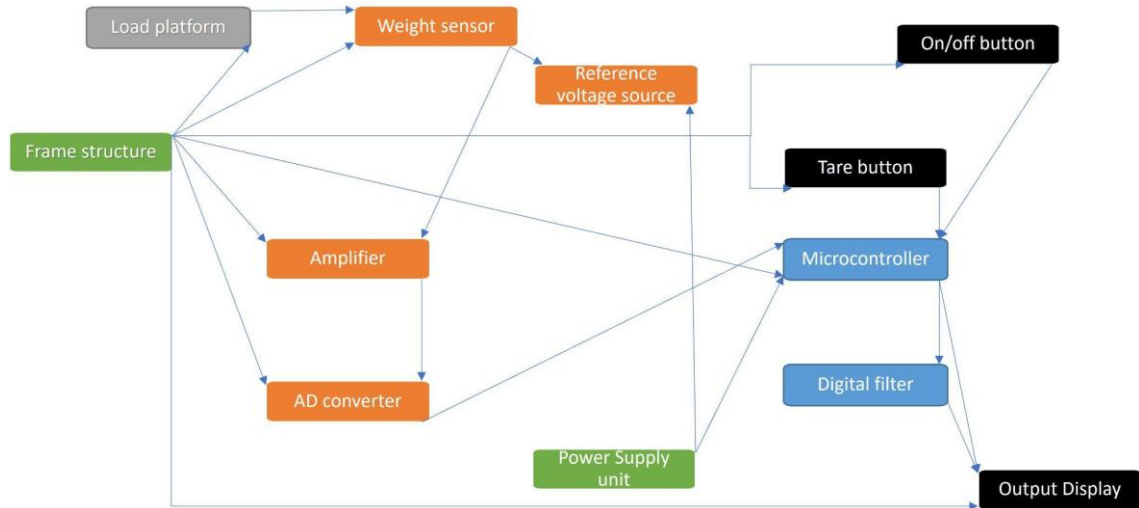 Load platform
Weight sensor
On/off button
Reference
voltage source
Frame structure
Tare button
Amplifier
Microcontroller
AD converter
Digital filter
Power Supply
unit
Output Display